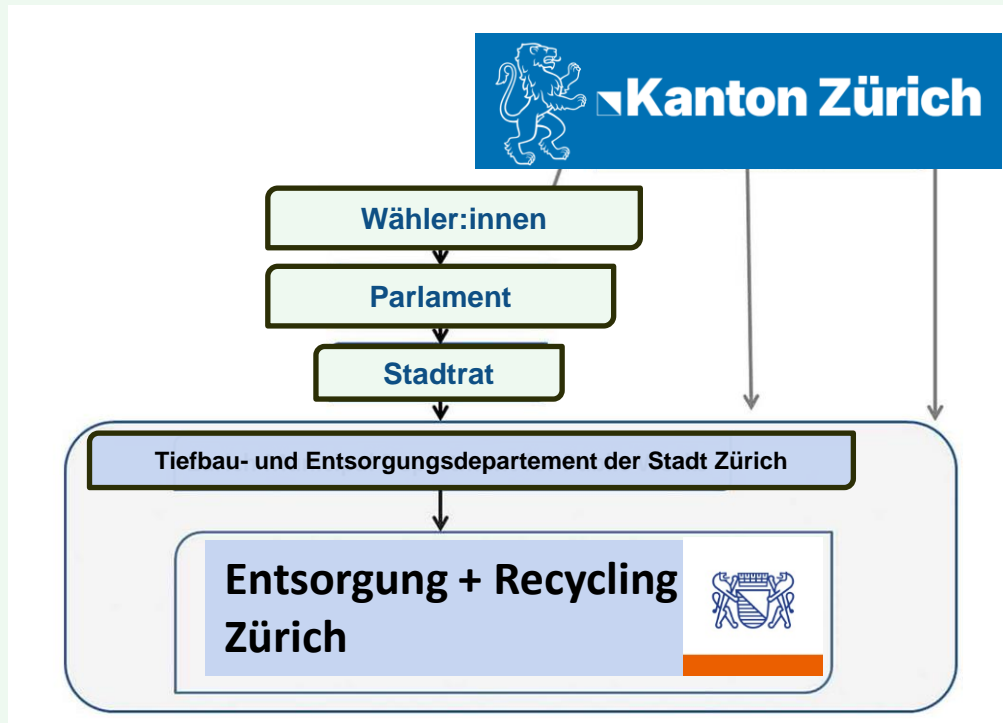 Kanton Zürich
Wähler:innen
Parlament
Stadtrat
Tiefbau- und Entsorgungsdepartement der Stadt Zürich
Entsorgung + Recycling
Zürich